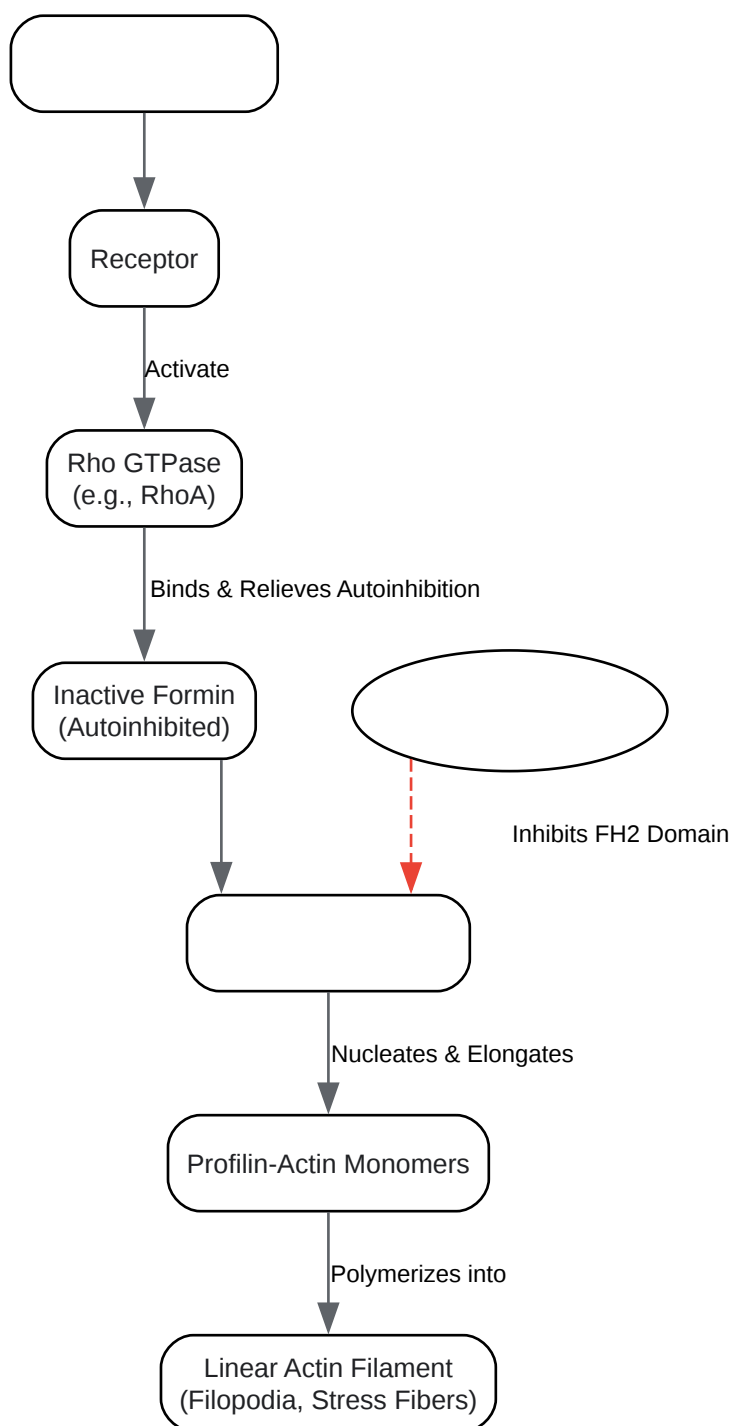 Receptor
Activate
Rho GTPase
(e.g., RhoA)
Binds & Relieves Autoinhibition
Inactive Formin
(Autoinhibited)
Inhibits FH2 Domain
Nucleates & Elongates
Profilin-Actin Monomers
Polymerizes into
Linear Actin Filament
(Filopodia, Stress Fibers)